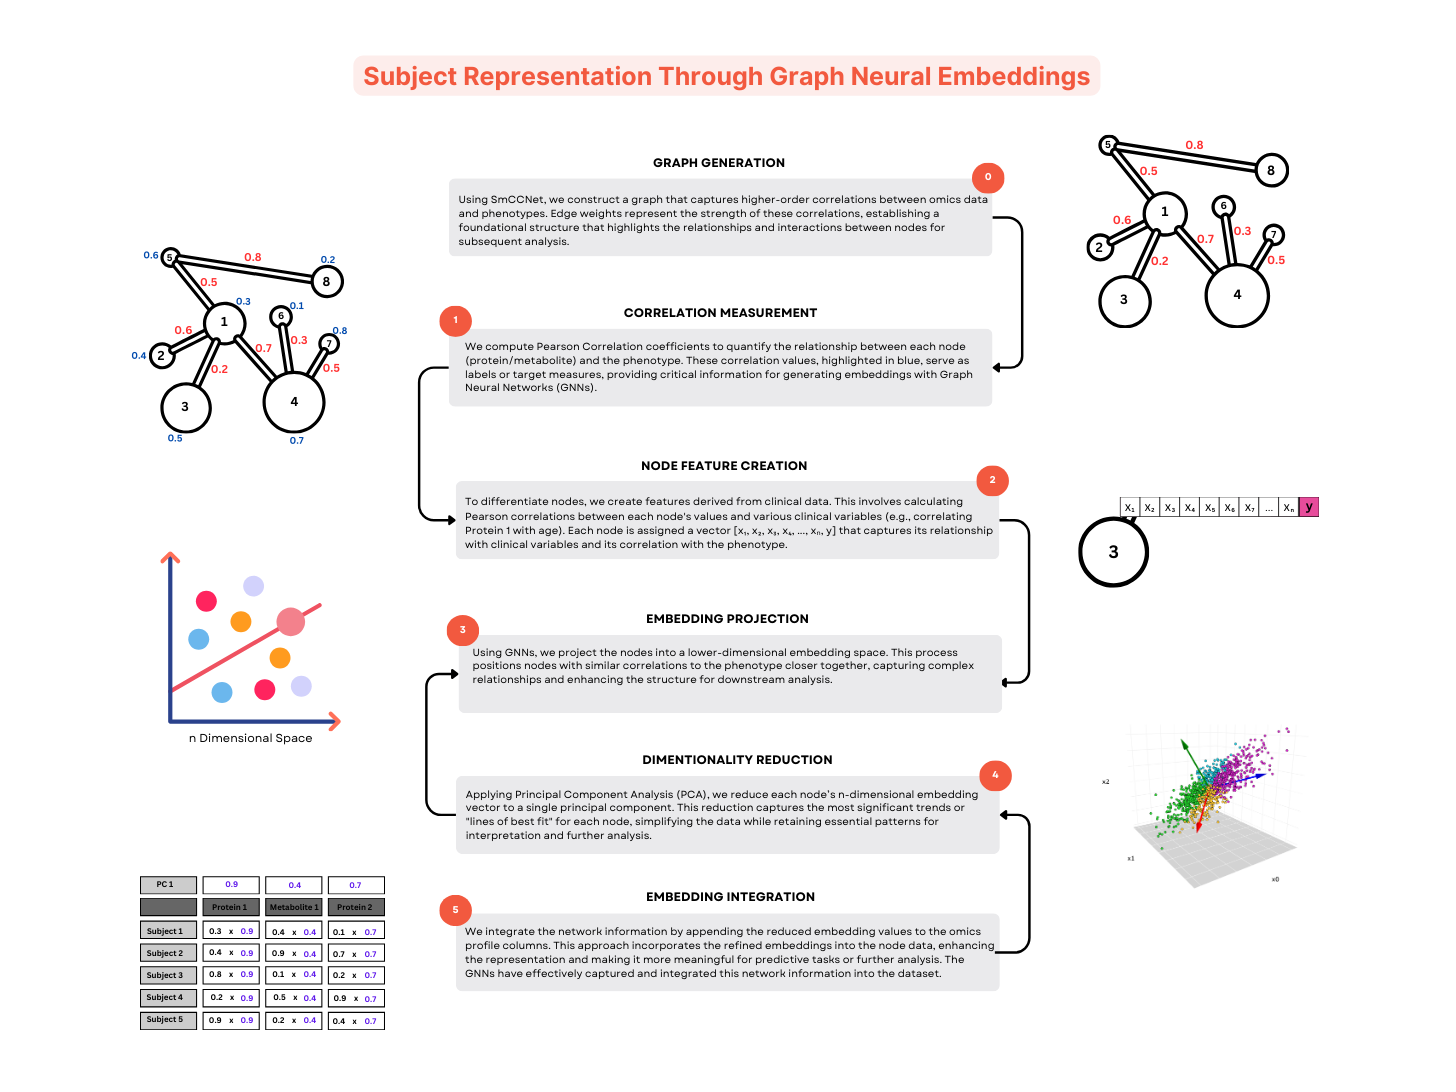 Subject Representation Through Graph Neural Embeddings
GRAPH GENERATION
0
Using SmCCNet, we construct a graph that captures higher-order correlations between omics data
and phenotypes. Edge weights represent the strength of these correlations, establishing a
foundational structure that highlights the relationships and interactions between nodes for
subsequent analysis.
5
0.8
8
0.5
1
6
0.6
2
0.3
7
0.7
0.2
0.5
3
4
CORRELATION MEASUREMENT
1
We compute Pearson Correlation coefficients to quantify the relationship between each node
(protein/metabolite) and the phenotype. These correlation values, highlighted in blue, serve as
labels or target measures, providing critical information for generating embeddings with Graph
Neural Networks (GNNs).
0.6
5
0.8
0.2
8
0.5
0.3
0.1
1
6
0.8
0.6
0.3
7
0.4
2
0.7
0.2
0.5
3
4
0.5
0.7
NODE FEATURE CREATION
2
To differentiate nodes, we create features derived from clinical data. This involves calculating
Pearson correlations between each node's values and various clinical variables (e.g., correlating
Protein 1 with age). Each node is assigned a vector [x₁, x₂, x₃, x₄, ..., xₙ, y] that captures its relationship
with clinical variables and its correlation with the phenotype.
X₁ X₂ X₃ X₄ X₅ X₆ X₇ ... Xₙ y
3
EMBEDDING PROJECTION
3
Using GNNs, we project the nodes into a lower-dimensional embedding space. This process
positions nodes with similar correlations to the phenotype closer together, capturing complex
relationships and enhancing the structure for downstream analysis.
n Dimensional Space
DIMENTIONALITY REDUCTION
4
Applying Principal Component Analysis (PCA), we reduce each node's n-dimensional embedding
vector to a single principal component. This reduction captures the most significant trends or
"lines of best fit" for each node, simplifying the data while retaining essential patterns for
interpretation and further analysis.
x2
x1
x0
EMBEDDING INTEGRATION
5
We integrate the network information by appending the reduced embedding values to the omics
profile columns. This approach incorporates the refined embeddings into the node data, enhancing
the representation and making it more meaningful for predictive tasks or further analysis. The
GNNs have effectively captured and integrated this network information into the dataset.
PC 1 0.9 0.4 0.7
Protein 1 Metabolite 1 Protein 2
Subject 1 0.3 x 0.9 0.4 x 0.4 0.1 x 0.7
Subject 2 0.4 x 0.9 0.9 x 0.4 0.7 x 0.7
Subject 3 0.8 x 0.9 0.1 x 0.4 0.2 x 0.7
Subject 4 0.2 x 0.9 0.5 x 0.4 0.9 x 0.7
Subject 5 0.9 x 0.9 0.2 x 0.4 0.4 x 0.7